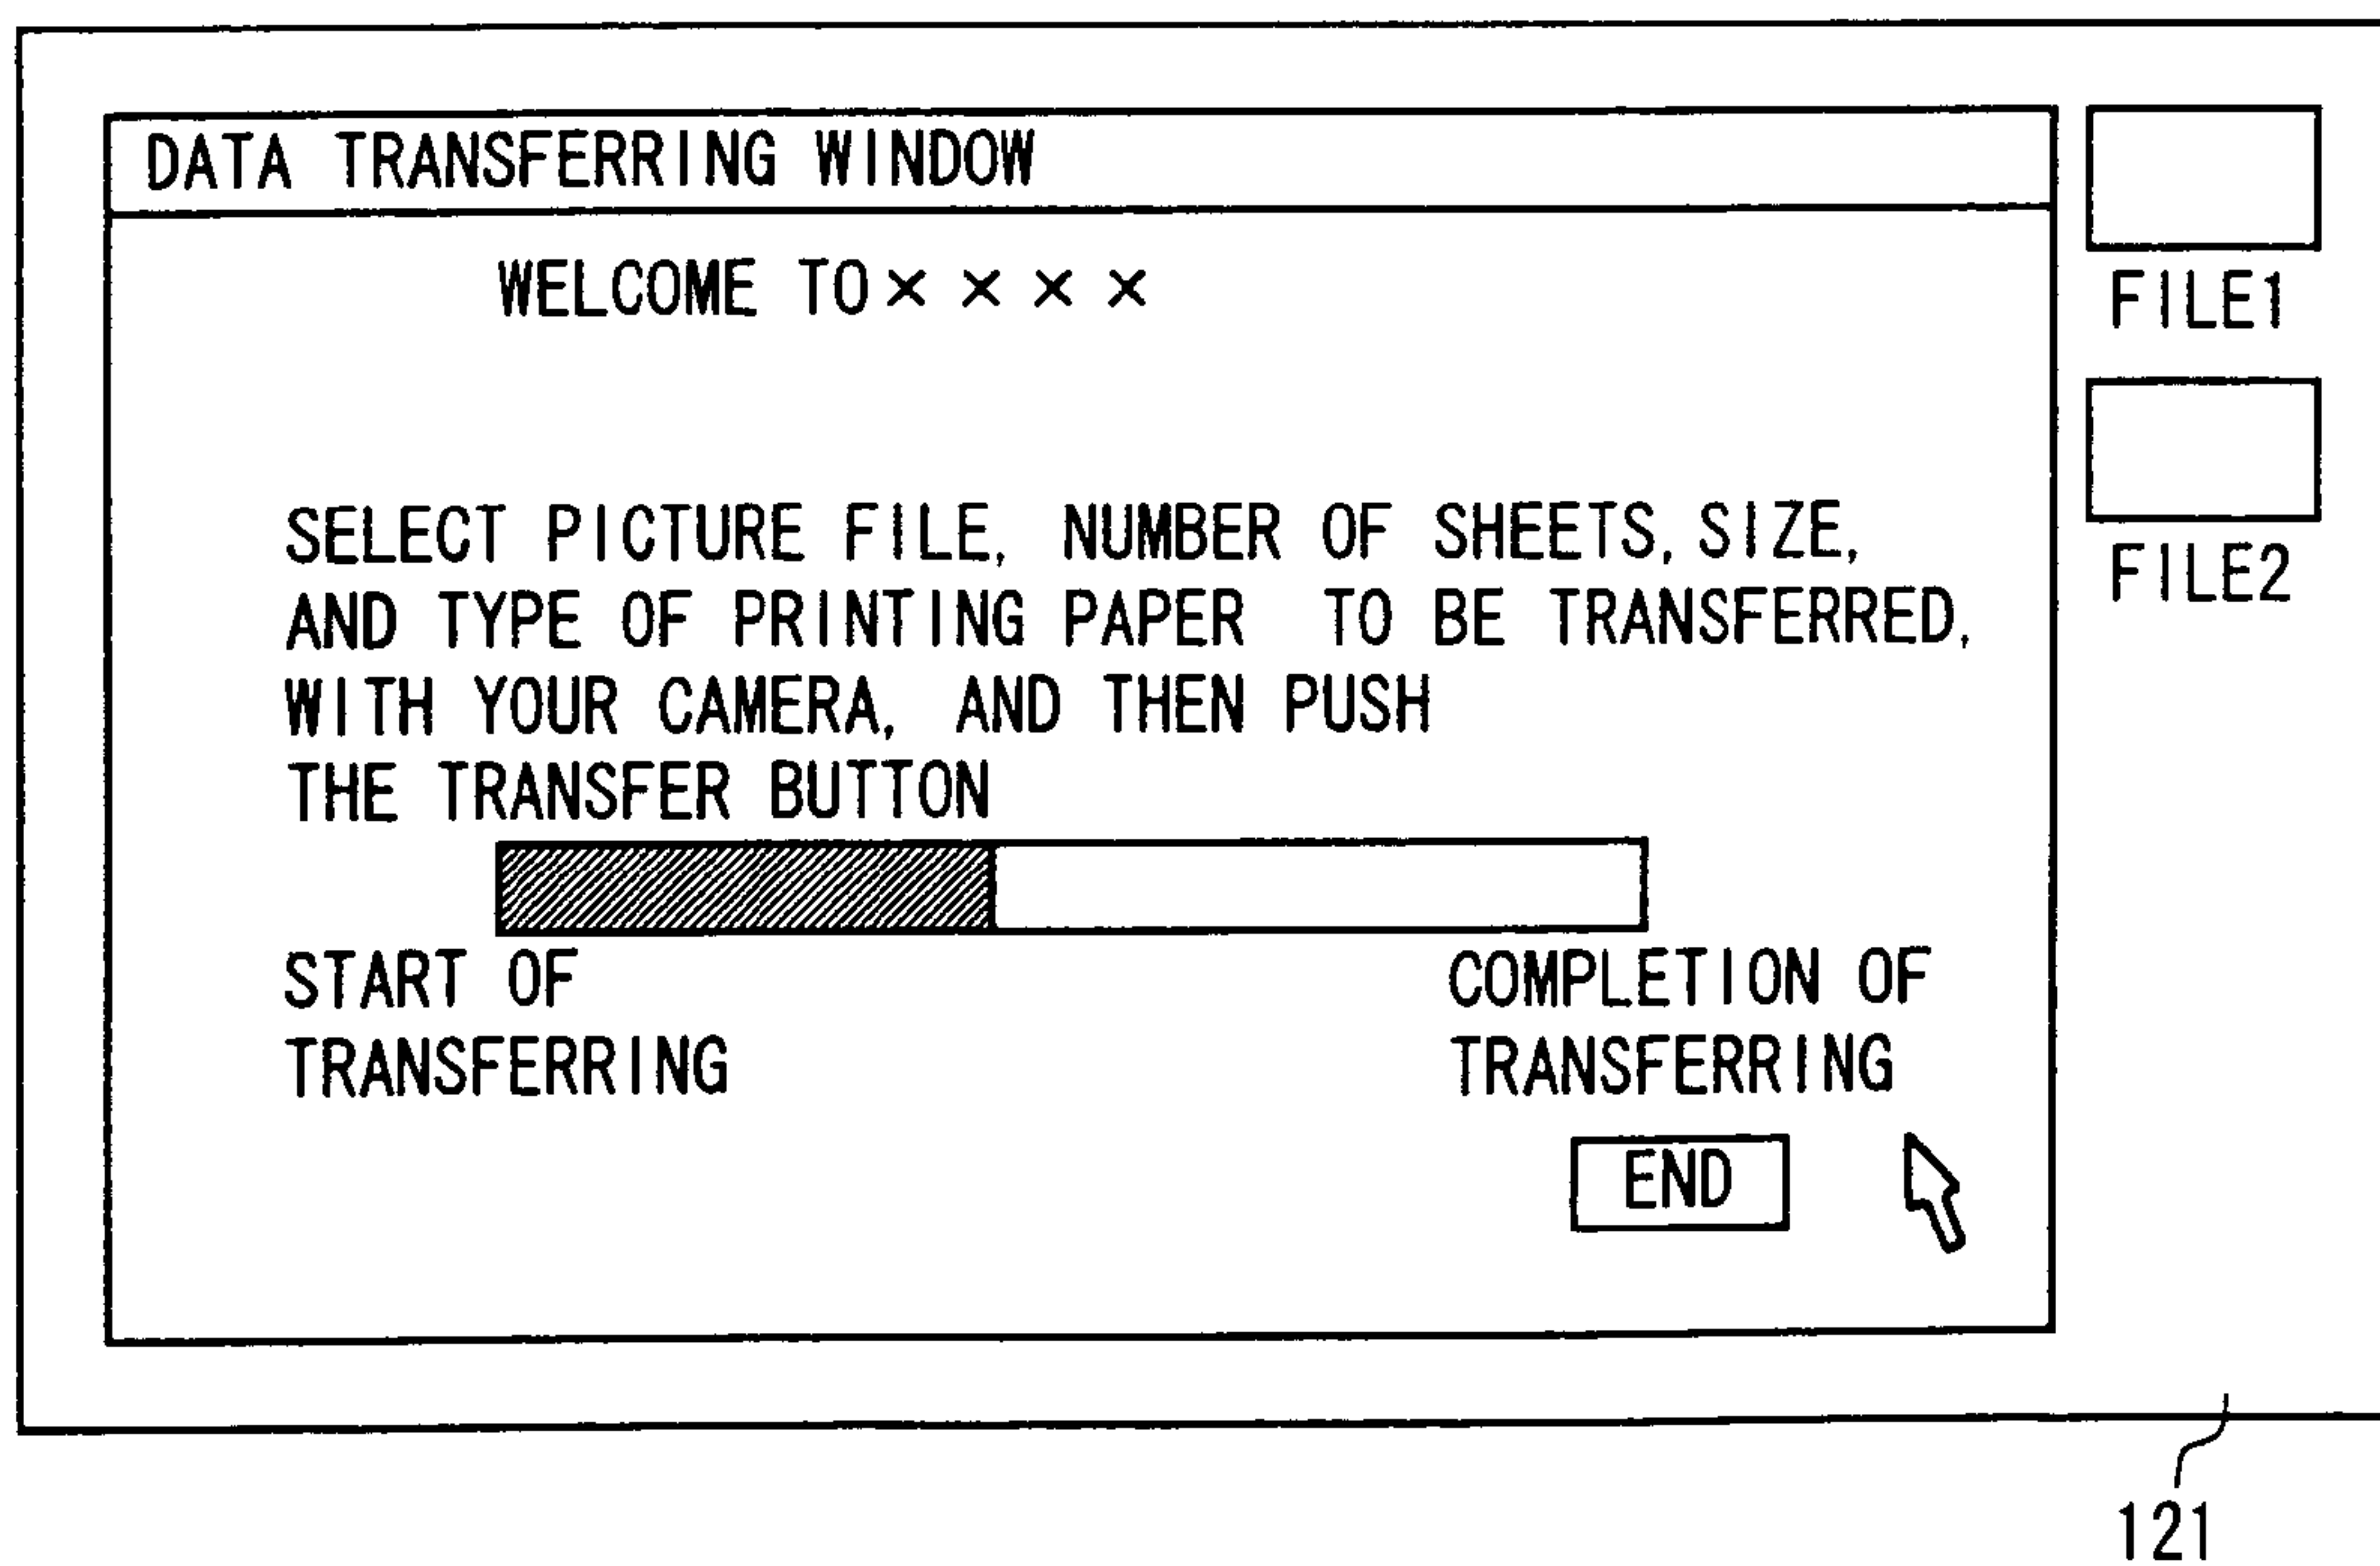 DATA TRANSFERRING WINDOW
WELCOME TO××××
SELECT PICTURE FILE, NUMBER OF SHEETS, SIZE,
AND TYPE OF PRINTING PAPER TO BE TRANSFERRED,
WITH YOUR CAMERA, AND THEN PUSH
THE TRANSFER BUTTON
START OF
TRANSFERRING
COMPLETION OF
TRANSFERRING
END
FILE1
FILE2
121